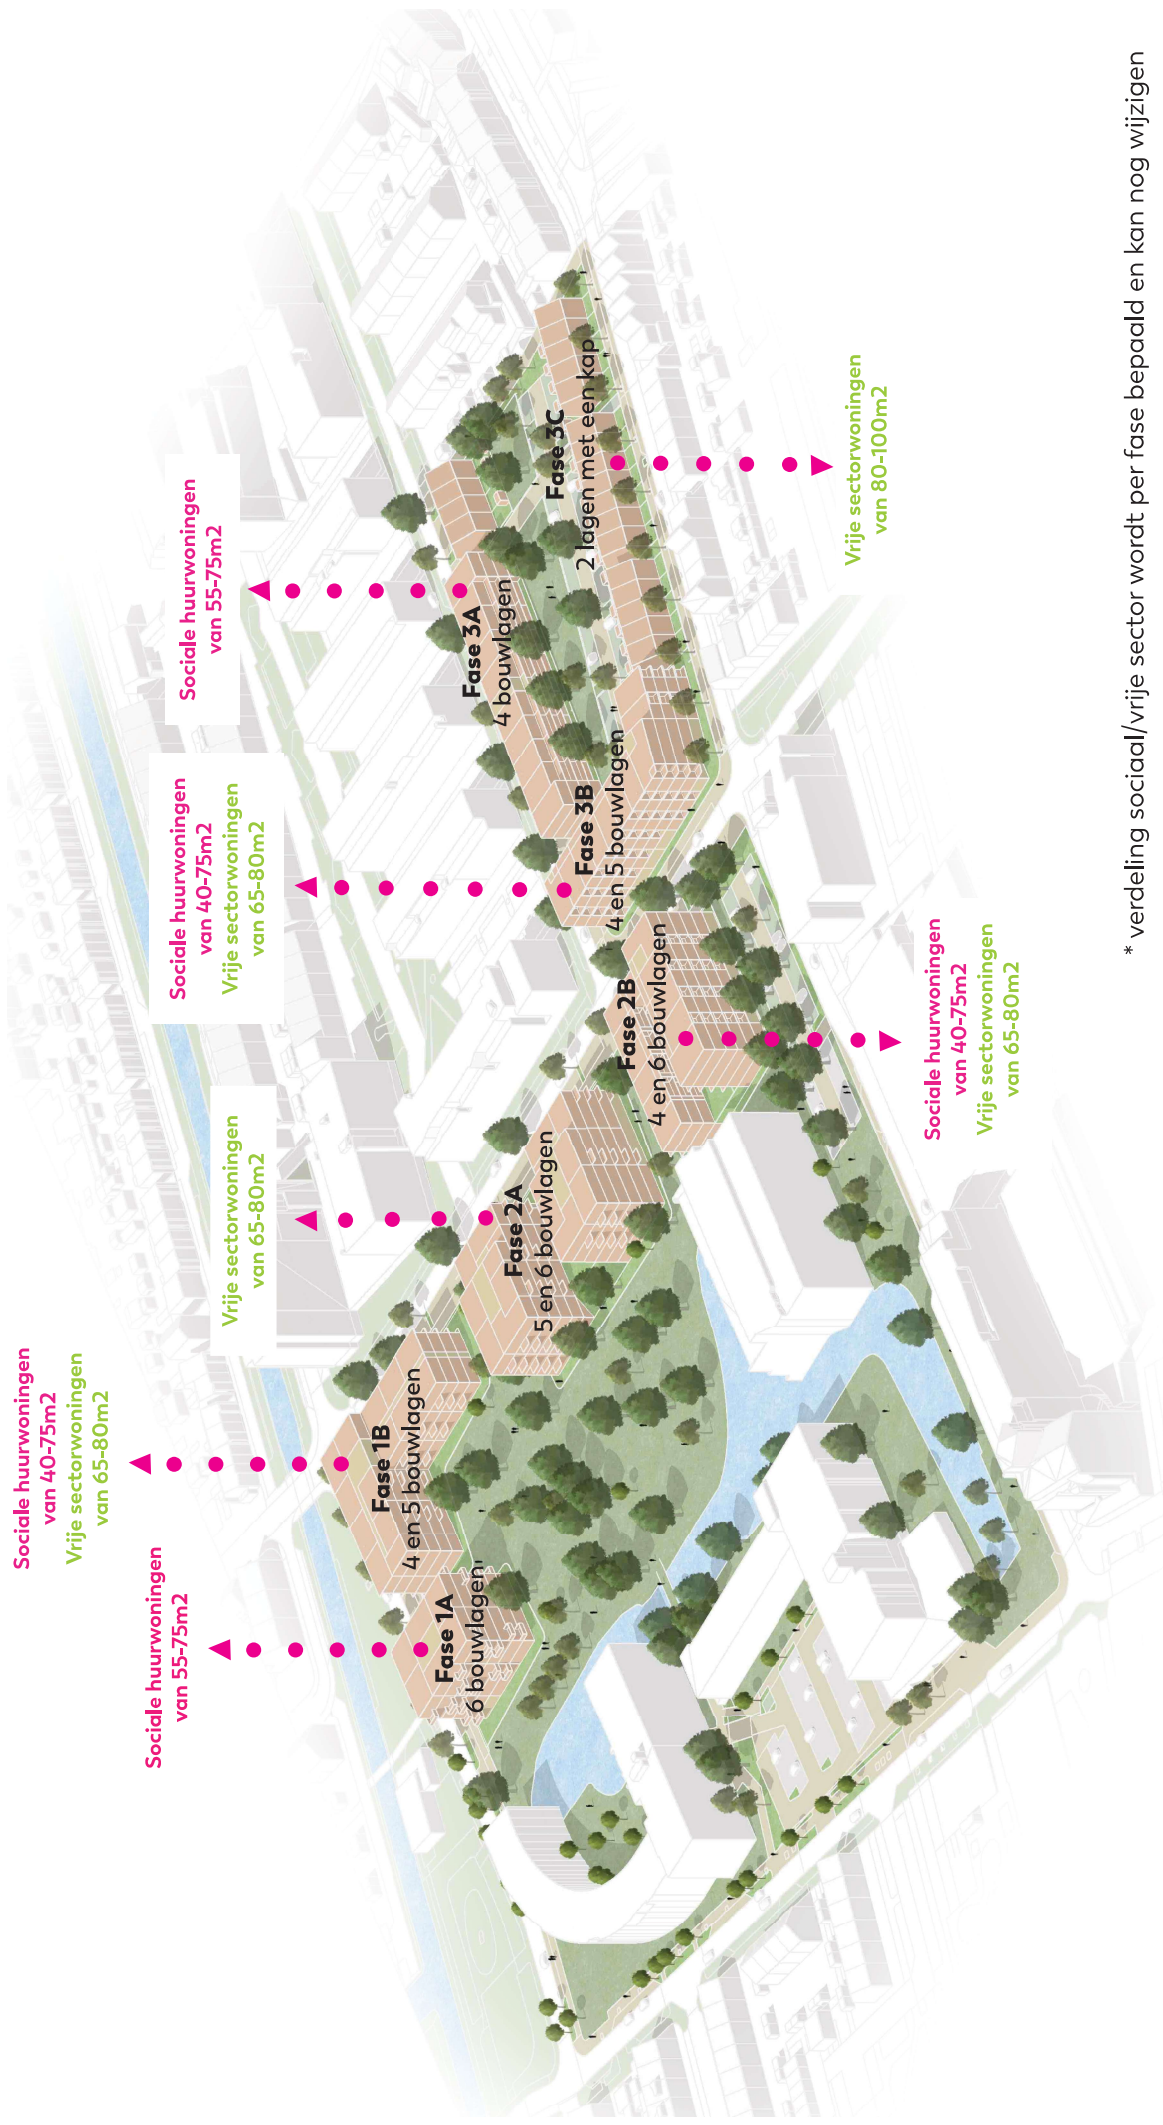 Sociale huurwoningen
van 55-75m2
Sociale huurwoningen
van 40-75m2
Vrije sectorwoningen
van 65-80m2
Vrije sectorwoningen
van 65-80m2
Sociale huurwoningen
van 40-75m2
Vrije sectorwoningen
van 65-80m2
Sociale huurwoningen
van 55-75m2
Fase 1A
6 bouwlagen
Fase 1B
4 en 5 bouwlagen
Fase 2A
5 en 6 bouwlagen
Fase 2B
4 en 6 bouwlagen
Fase 3B
4 en 5 bouwlagen
Fase 3A
4 bouwlagen
Fase 3C
2 lagen met een kap
Sociale huurwoningen
van 40-75m2
Vrije sectorwoningen
van 65-80m2
Vrije sectorwoningen
van 80-100m2
* verdeling sociaal/vrije sector wordt per fase bepaald en kan nog wijzigen